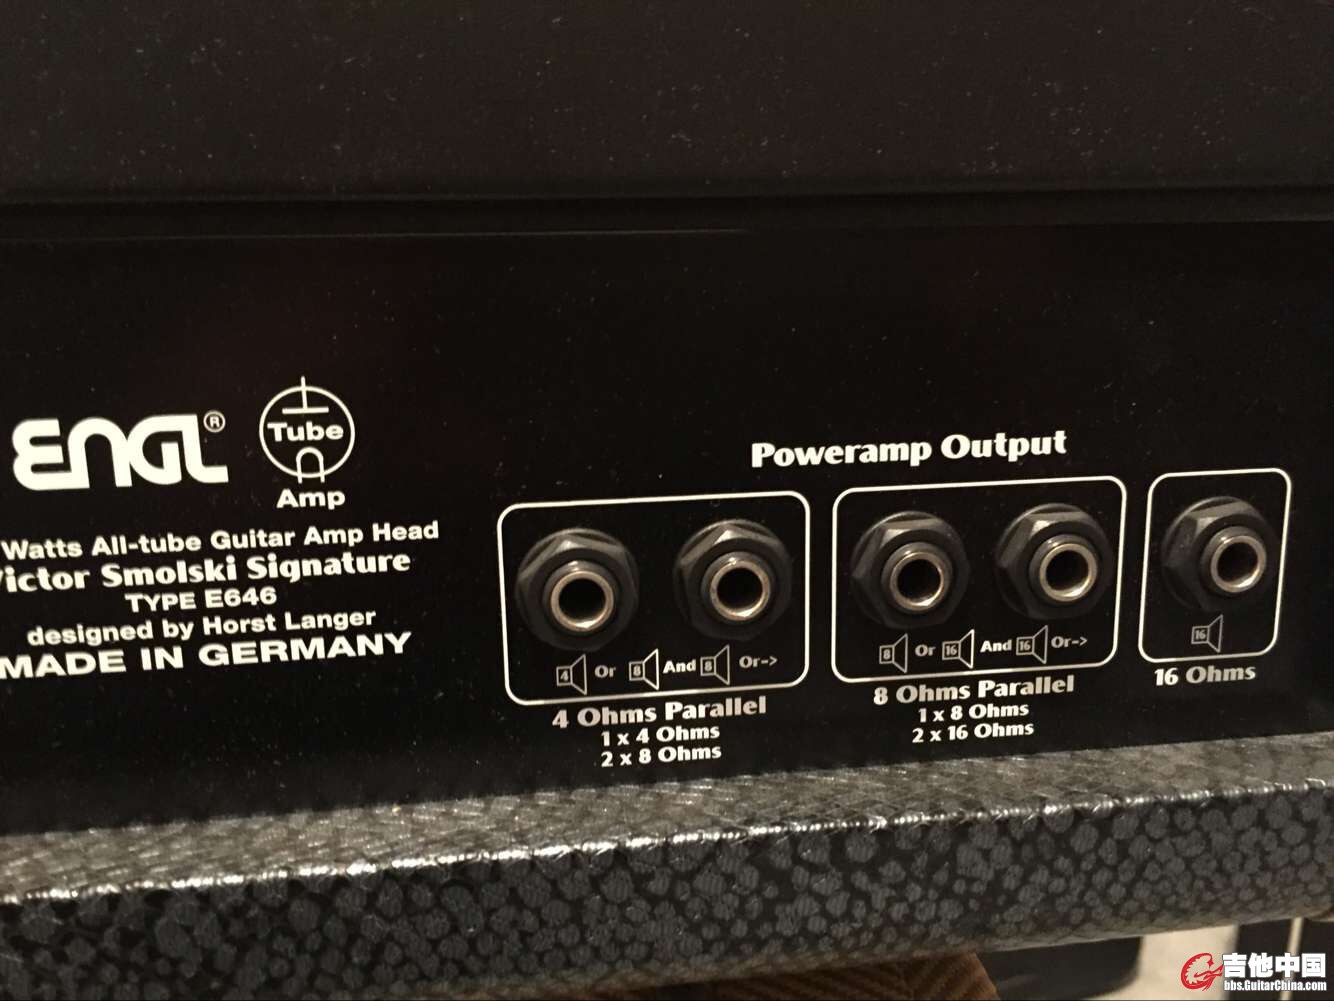 ENGL®
Tube
Amp
Watts All-tube Guitar Amp Head
Victor Smolski Signature
TYPE E646
designed by Horst Langer
MADE IN GERMANY
Poweramp Output
4 Or 8 And 8 Or->
4 Ohms Parallel
1 x 4 Ohms
2 x 8 Ohms
8 Or 16 And 16 Or->
8 Ohms Parallel
1 x 8 Ohms
2 x 16 Ohms
16
16 Ohms
吉他中国
bbs.GuitarChina.com